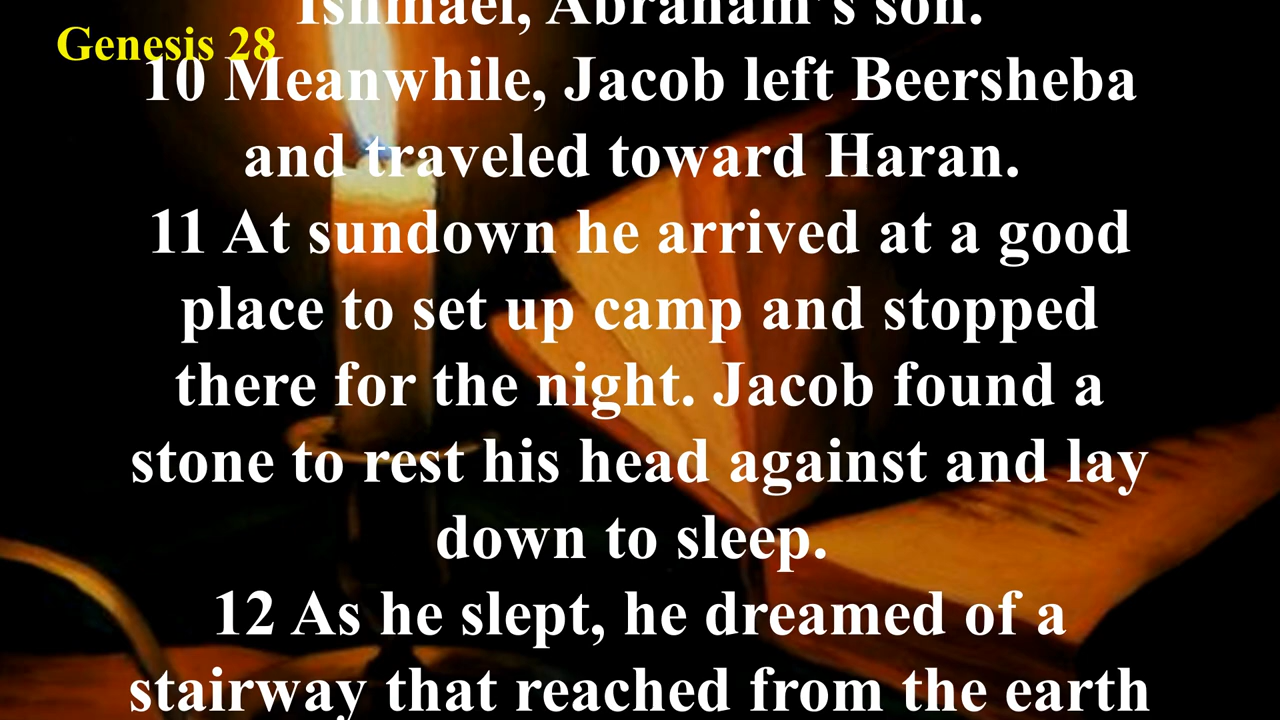 Ishmael, Abraham's son.
Genesis 28
10 Meanwhile, Jacob left Beersheba
and traveled toward Haran.
11 At sundown he arrived at a good
place to set up camp and stopped
there for the night. Jacob found a
stone to rest his head against and lay
down to sleep.
12 As he slept, he dreamed of a
stairway that reached from the earth